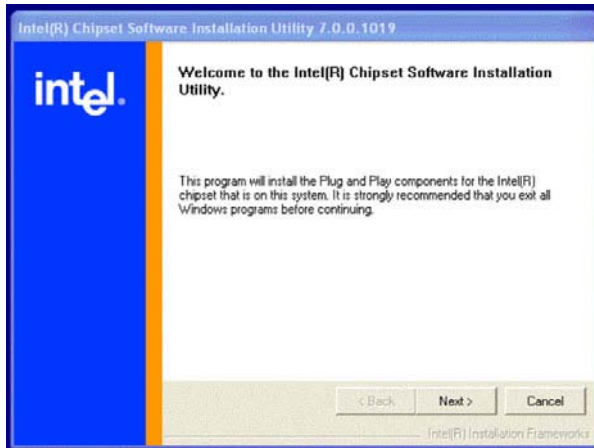 Intel(R) Chipset Software Installation Utility 7.0.0.1019
intel.
Welcome to the Intel(R) Chipset Software Installation
Utility.
This program will install the Plug and Play components for the Intel(R)
chipset that is on this system. It is strongly recommended that you exit all
Windows programs before continuing.
< Back
Next >
Cancel
Intel(R) Installation Frameworks